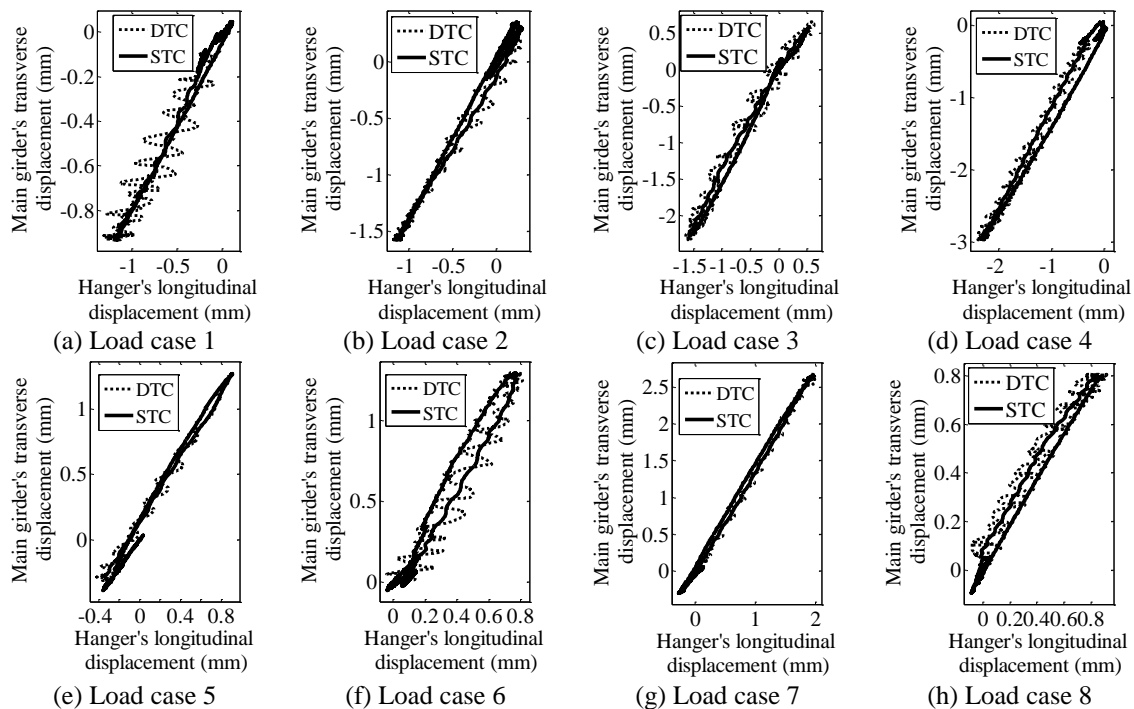 DTC
STC
Main girder's transverse
displacement (mm)
0
-0.2
-0.4
-0.6
-0.8
-1 -0.5 0
Hanger's longitudinal
displacement (mm)
(a) Load case 1
DTC
STC
Main girder's transverse
displacement (mm)
0
-0.5
-1
-1.5
-1 -0.5 0
Hanger's longitudinal
displacement (mm)
(b) Load case 2
DTC
STC
Main girder's transverse
displacement (mm)
0.5
0
-0.5
-1
-1.5
-2
-1.5 -1 -0.5 0 0.5
Hanger's longitudinal
displacement (mm)
(c) Load case 3
DTC
STC
Main girder's transverse
displacement (mm)
0
-1
-2
-3
-2 -1 0
Hanger's longitudinal
displacement (mm)
(d) Load case 4
DTC
STC
Main girder's transverse
displacement (mm)
1
0.5
0
-0.4 0 0.4 0.8
Hanger's longitudinal
displacement (mm)
(e) Load case 5
DTC
STC
Main girder's transverse
displacement (mm)
1
0.5
0
0 0.2 0.4 0.6 0.8
Hanger's longitudinal
displacement (mm)
(f) Load case 6
DTC
STC
Main girder's transverse
displacement (mm)
2.5
2
1.5
1
0.5
0
0 1 2
Hanger's longitudinal
displacement (mm)
(g) Load case 7
DTC
STC
Main girder's transverse
displacement (mm)
0.8
0.6
0.4
0.2
0
0 0.2 0.4 0.6 0.8
Hanger's longitudinal
displacement (mm)
(h) Load case 8